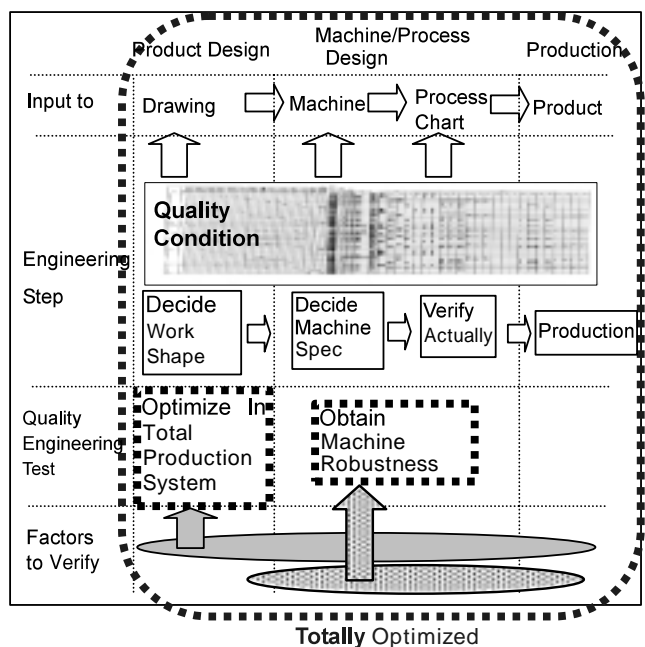 Product Design
Machine/Process
Design
Production
Input to
Drawing
Machine
Process
Chart
Product
Quality
Condition
Engineering
Step
Decide
Work
Shape
Decide
Machine
Spec
Verify
Actually
Production
Quality
Engineering
Test
Optimize In
Total
Production
System
Obtain
Machine
Robustness
Factors
to Verify
Totally Optimized